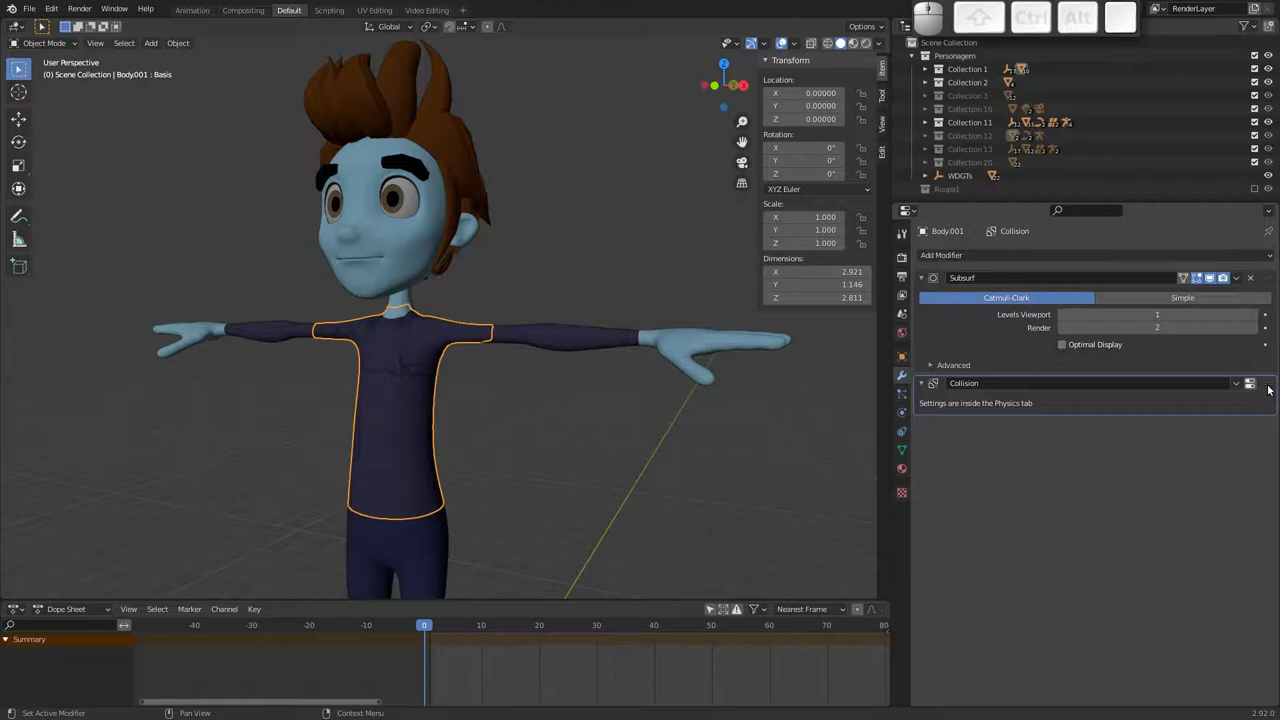 File Edit Render Window Help Animation Compositing Default Scripting UV Editing Video Editing Ctrl Alt RenderLayer
Global Options
Object Mode View Select Add Object
User Perspective
(0) Scene Collection | Body.001 : Basis
Z
Y
Transform
Location:
X 0.00000
Y 0.00000
Z 0.00000
Rotation:
X 0°
Y 0°
Z 0°
XYZ Euler
Scale:
X 1.000
Y 1.000
Z 1.000
Dimensions:
X 2.921
Y 1.146
Z 2.811
Item
Tool
View
Edit
Scene Collection
Personagem
Collection 1
Collection 2
Collection 3
Collection 10
Collection 11
Collection 12
Collection 13
Collection 20
WDGTs
Roupa1
Body.001 Collision
Add Modifier
Subsurf
Catmull-Clark Simple
Levels Viewport 1
Render 2
Optimal Display
Advanced
Collision
Settings are inside the Physics tab
Dope Sheet View Select Marker Channel Key Nearest Frame
-40 -30 -20 -10 0 10 20 30 40 50 60 70 80
Summary
Set Active Modifier Pan View Context Menu 2.92.0